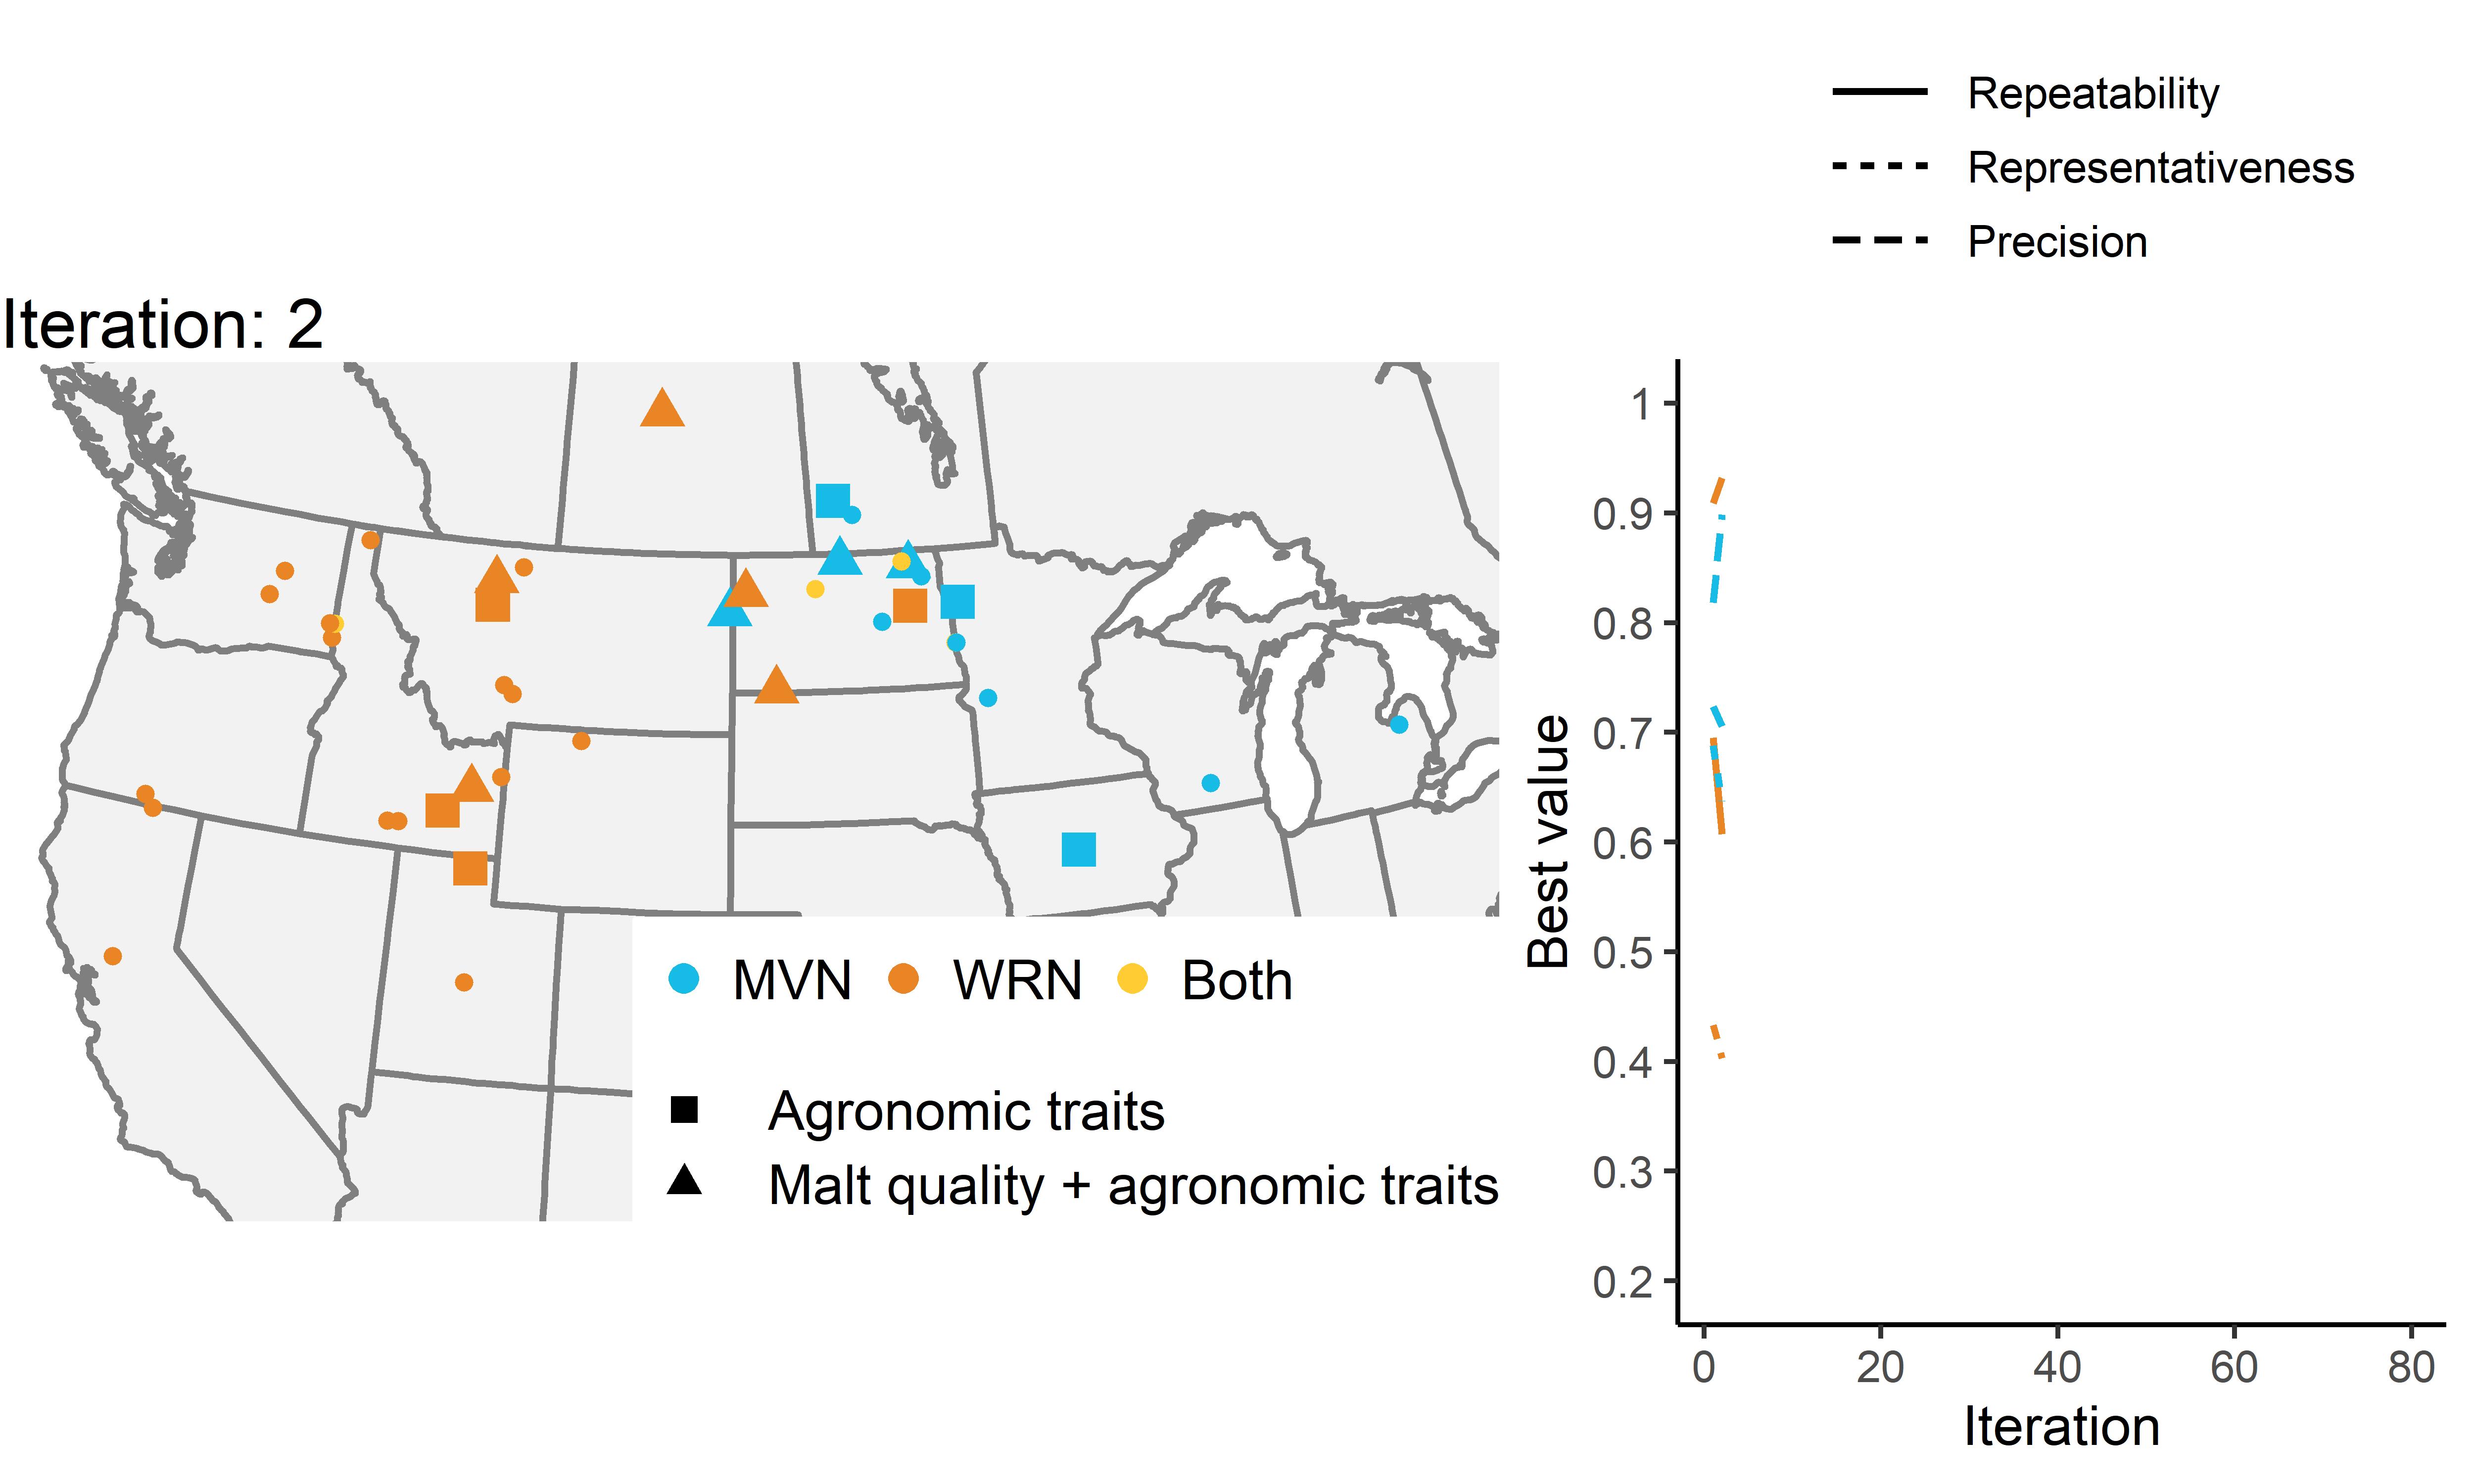 Repeatability
Representativeness
Precision
Iteration: 2
MVN WRN Both
Agronomic traits
Malt quality + agronomic traits
Best value
1
0.9
0.8
0.7
0.6
0.5
0.4
0.3
0.2
0 20 40 60 80
Iteration